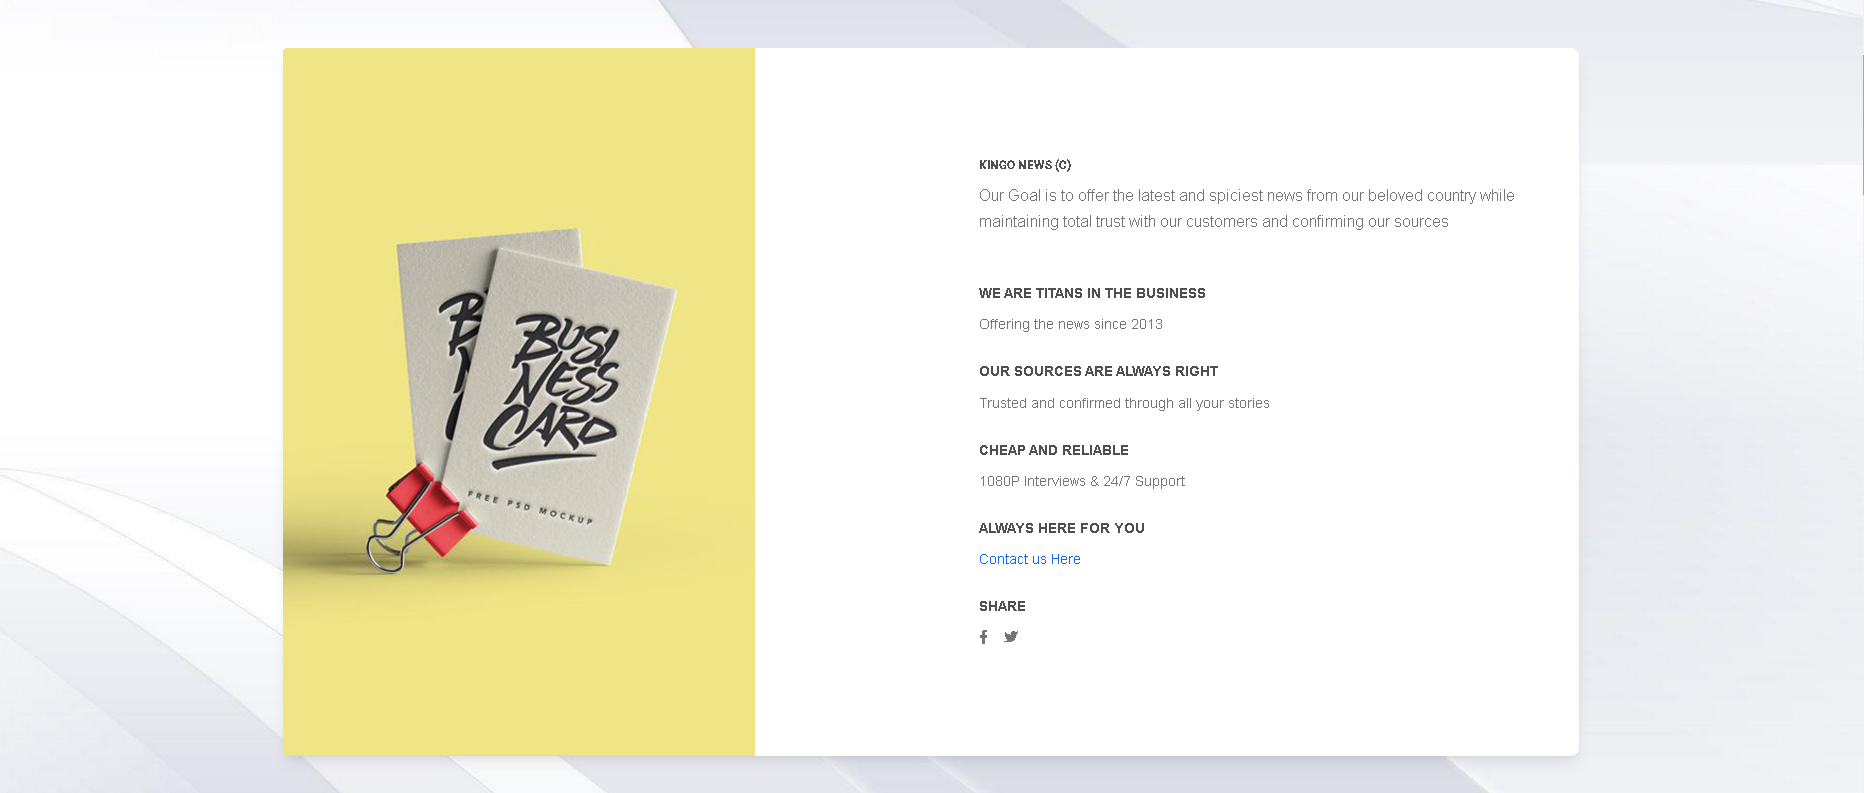 BUSI
NESS
CARD
FREE PSD MOCKUP
KINGO NEWS (C)
Our Goal is to offer the latest and spiciest news from our beloved country while
maintaining total trust with our customers and confirming our sources
WE ARE TITANS IN THE BUSINESS
Offering the news since 2013
OUR SOURCES ARE ALWAYS RIGHT
Trusted and confirmed through all your stories
CHEAP AND RELIABLE
1080P Interviews & 24/7 Support
ALWAYS HERE FOR YOU
Contact us Here
SHARE